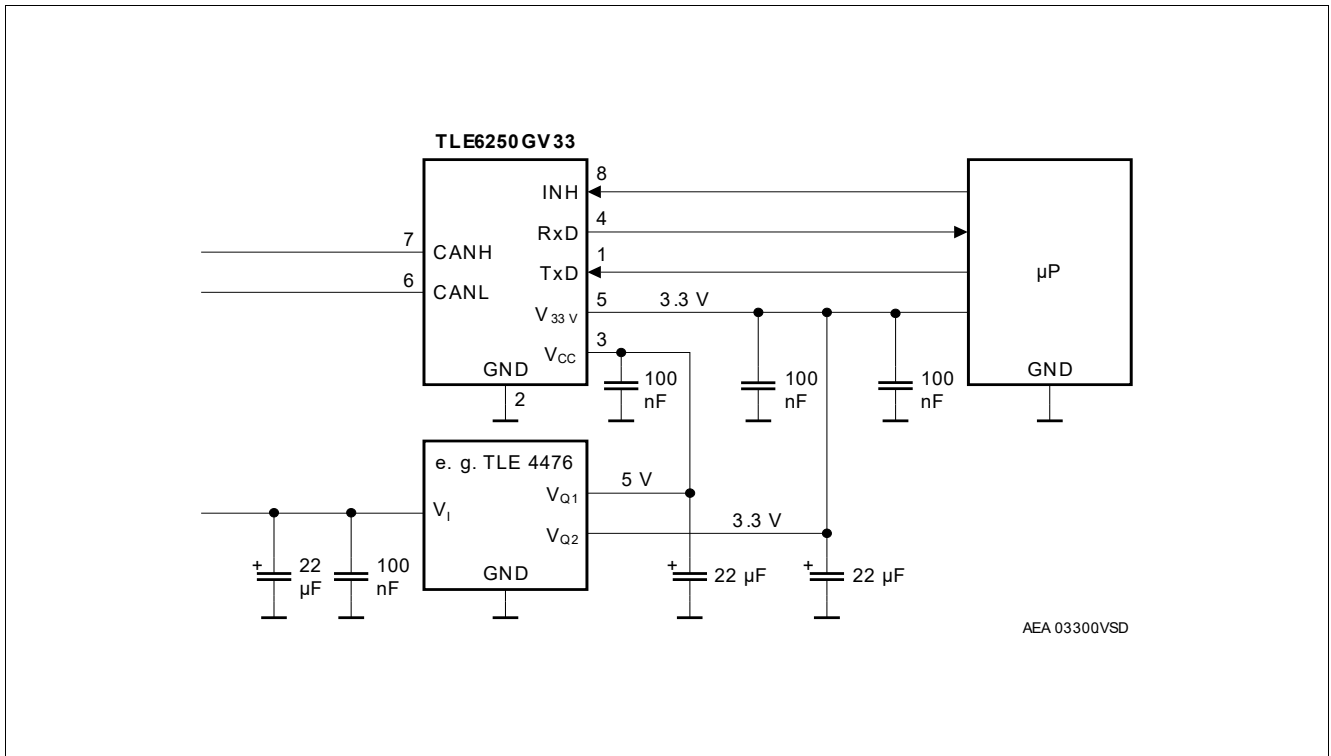 TLE6250GV33
8
INH
4
RxD
7
CANH
1
TxD
µP
6
CANL
5
3.3 V
V33 V
3
VCC
GND
2
100
nF
100
nF
100
nF
GND
e. g. TLE 4476
5 V
VQ1
VI
3.3 V
VQ2
GND
+
22
µF
100
nF
+
22 µF
+
22 µF
AEA 03300.VSD